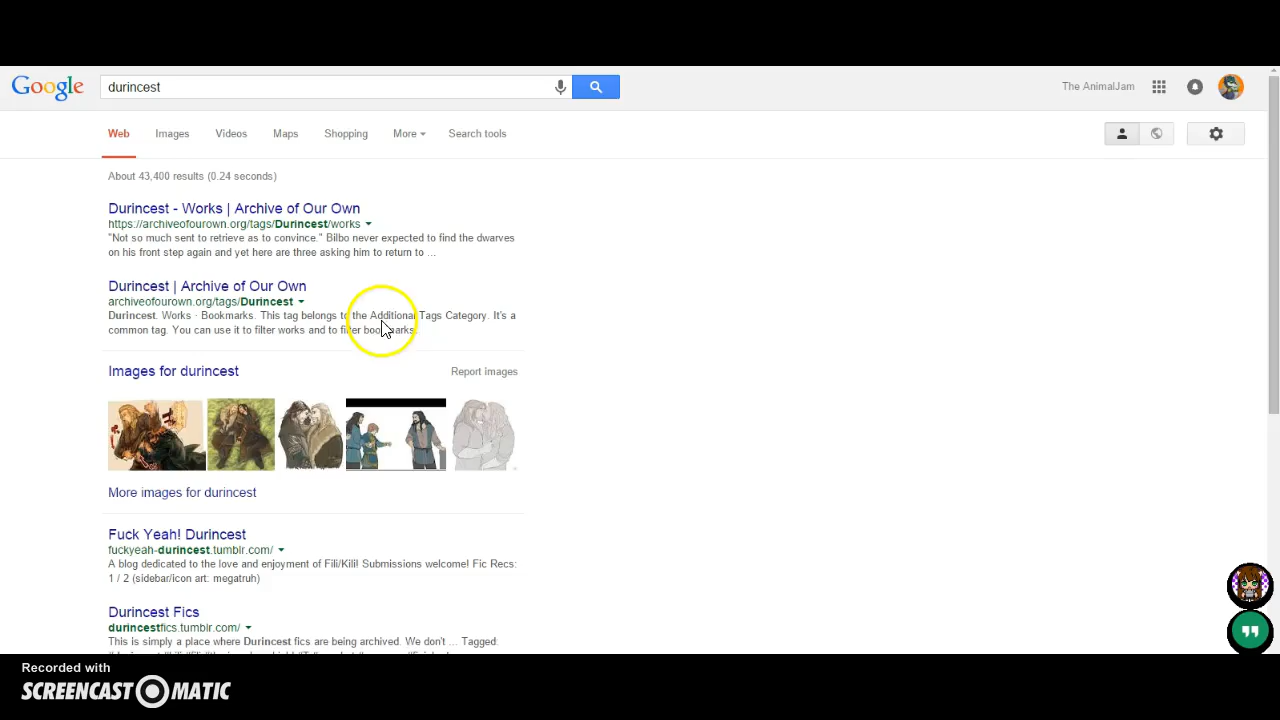 Google
durincest
The AnimalJam
Web Images Videos Maps Shopping More Search tools
About 43,400 results (0.24 seconds)
Durincest - Works | Archive of Our Own
https://archiveofourown.org/tags/Durincest/works
"Not so much sent to retrieve as to convince." Bilbo never expected to find the dwarves
on his front step again and yet here are three asking him to return to ...
Durincest | Archive of Our Own
archiveofourown.org/tags/Durincest
Durincest. Works · Bookmarks. This tag belongs to the Additional Tags Category. It's a
common tag. You can use it to filter works and to filter bookmarks.
Images for durincest
Report images
More images for durincest
Fuck Yeah! Durincest
fuckyeah-durincest.tumblr.com/
A blog dedicated to the love and enjoyment of Fili/Kili! Submissions welcome! Fic Recs:
1 / 2 (sidebar/icon art: megatruh)
Durincest Fics
durincestfics.tumblr.com/
This is simply a place where Durincest fics are being archived. We don't ... Tagged:
Recorded with
SCREENCAST MATIC